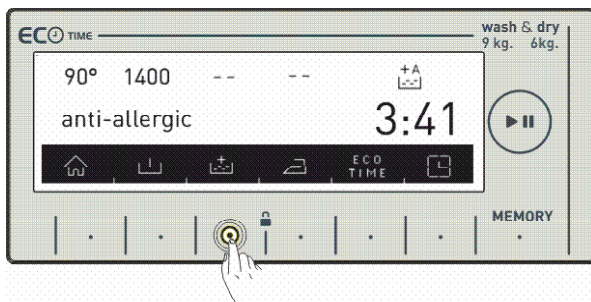 ECO TIME
wash & dry
9 kg. 6kg.
90° 1400 -- -- +A
anti-allergic 3:41
ECO
TIME
MEMORY